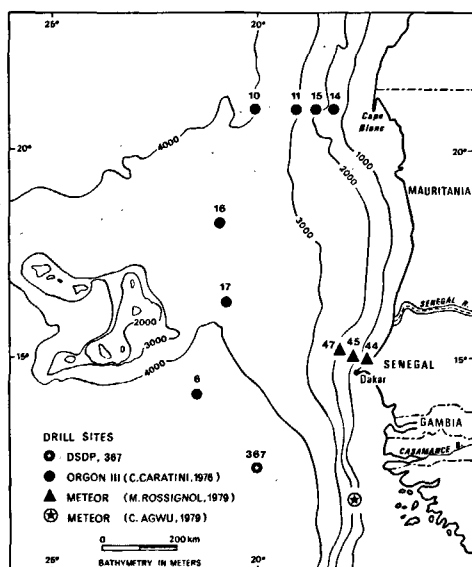 25° 20°
10 11 15 14
Cape
Blanc
4000
1000
20°
20°
2000
MAURITANIA
16
3000
17
SENEGAL R.
2000
47 45 44
15°
3000
15°
SENEGAL
4000
Dakar
6
GAMBIA
DRILL SITES
367
CASAMANCE R.
DSDP, 367
ORGON III (C.CARATINI, 1976)
METEOR (M.ROSSIGNOL, 1979)
METEOR (C. AGWU, 1979)
0 200 km
BATHYMETRY IN METERS
25° 20°